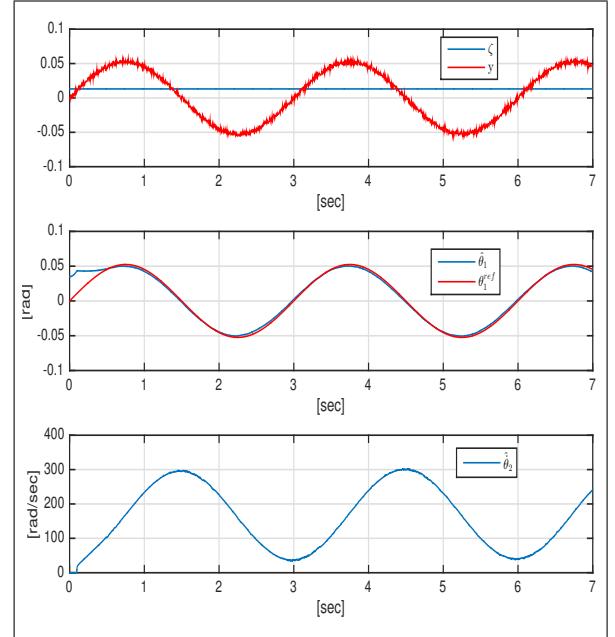 0.1
0.05
0
-0.05
-0.1
ζ
y
0 1 2 3 4 5 6 7
[sec]
[rad]
0.1
0.05
0
-0.05
-0.1
θ̂₁
θ₁ʳᵉᶠ
0 1 2 3 4 5 6 7
[sec]
[rad/sec]
400
300
200
100
0
θ̇̂₂
0 1 2 3 4 5 6 7
[sec]